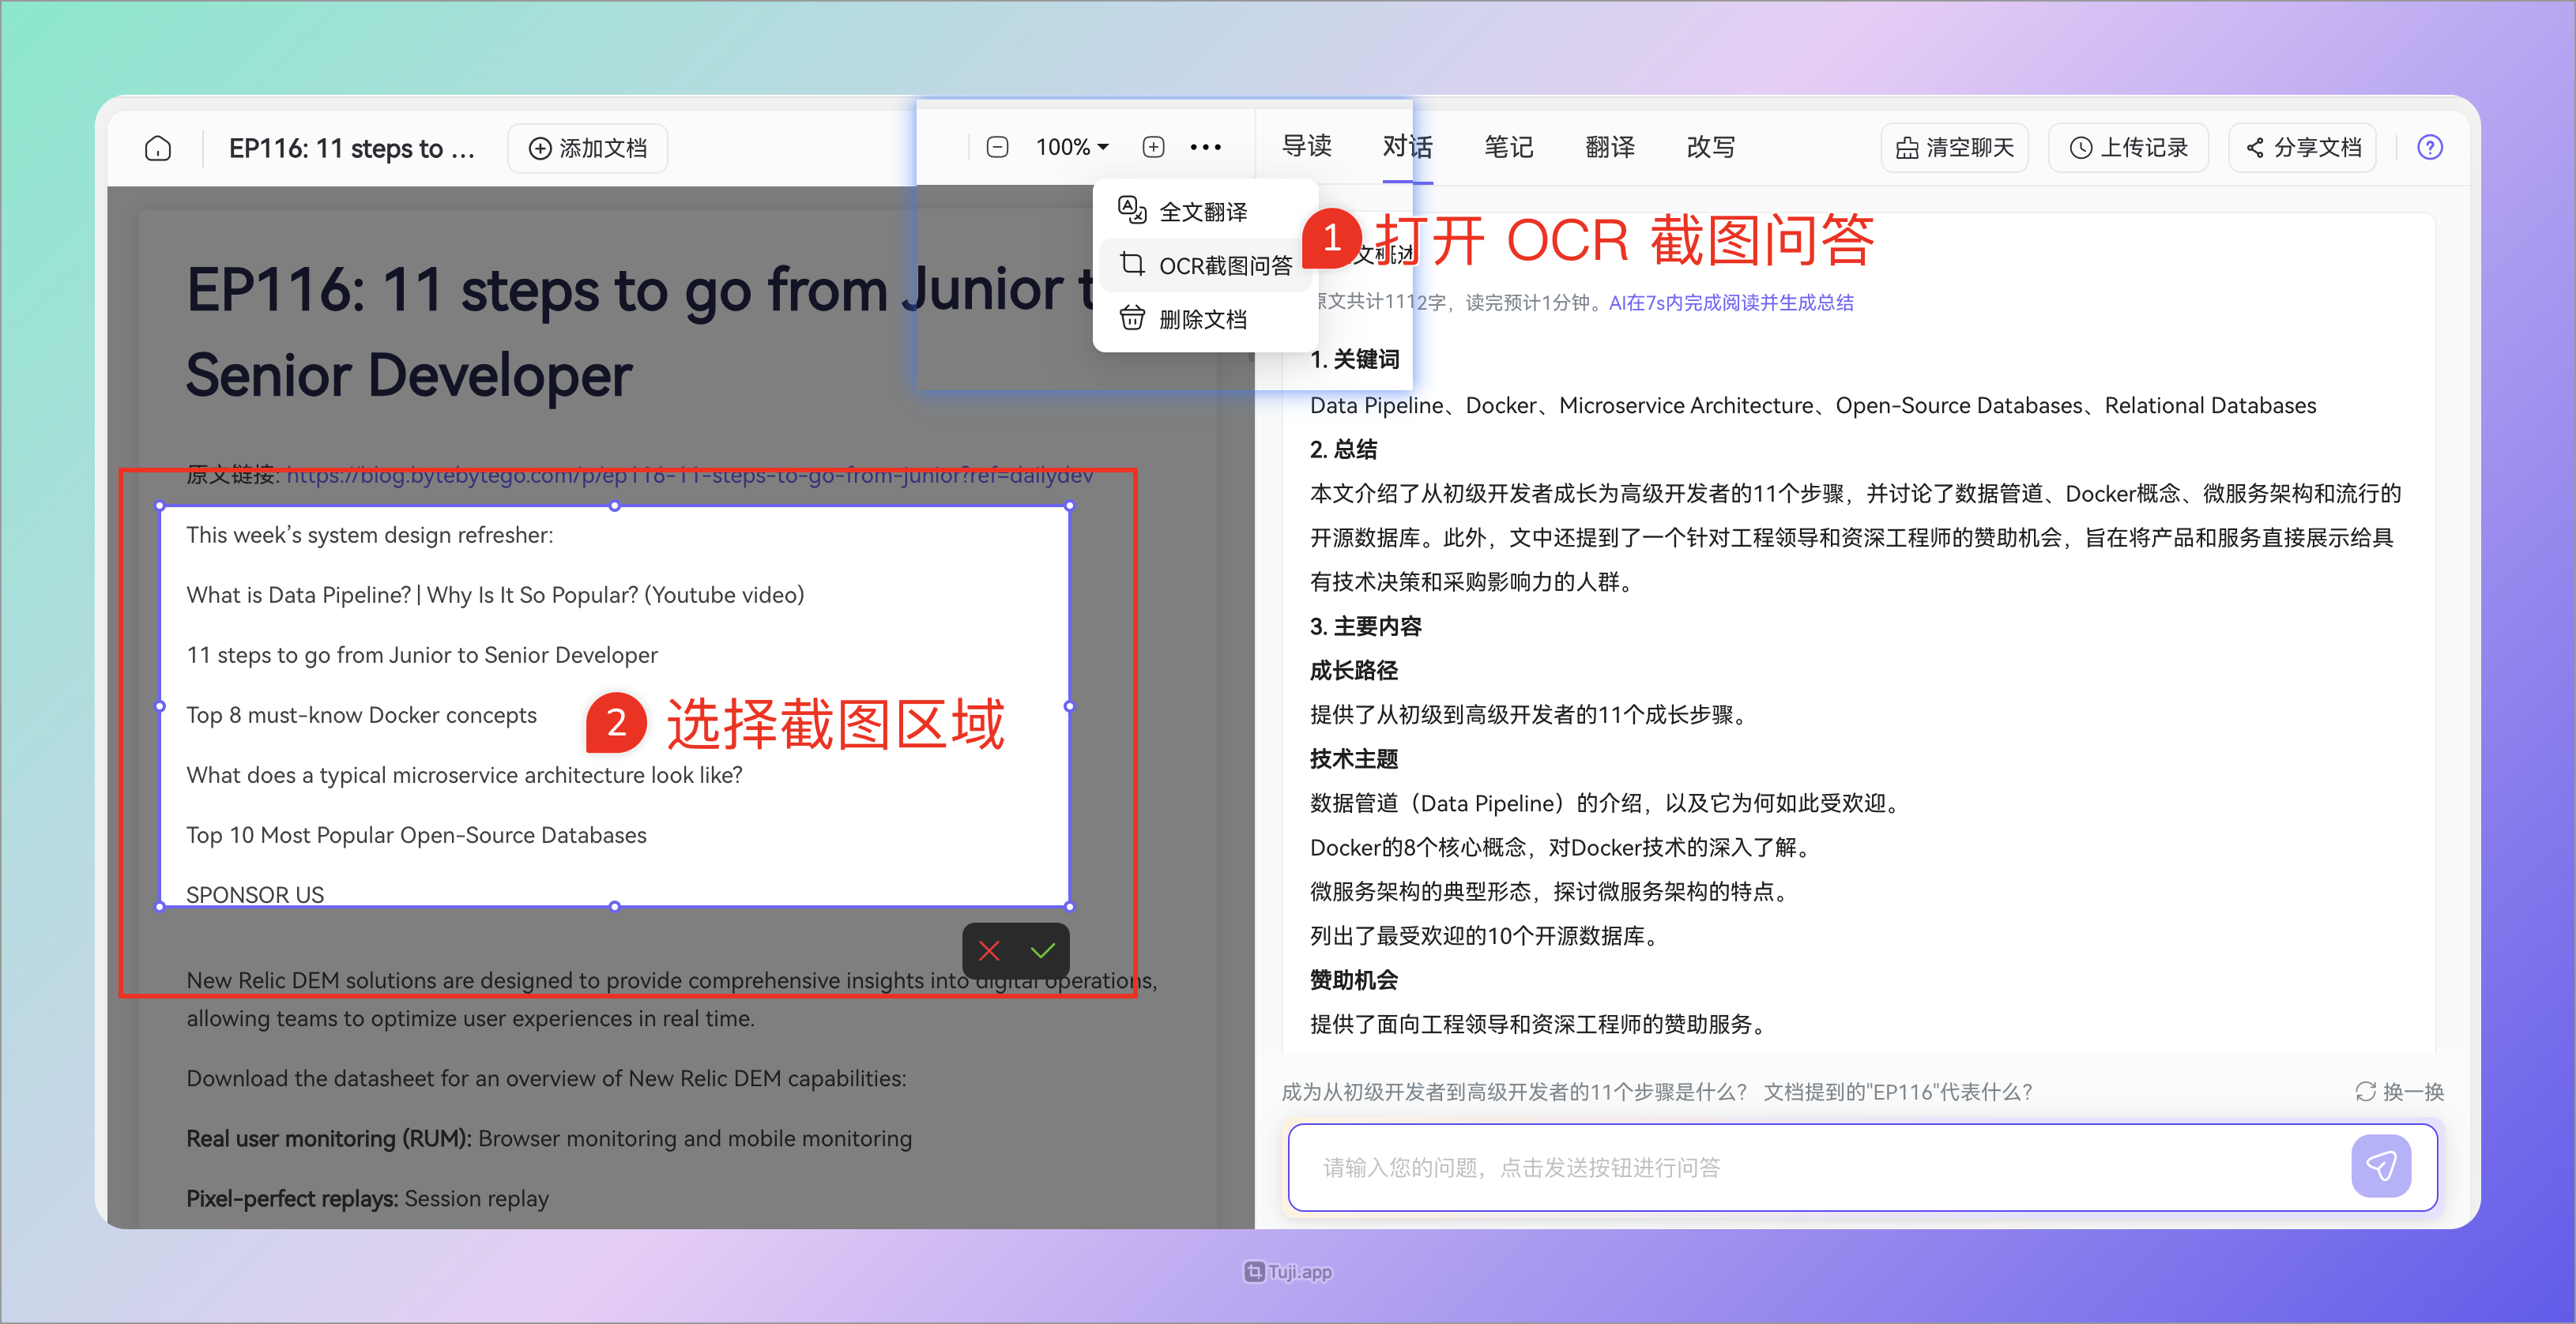 EP116: 11 steps to ...
添加文档
100%
导读
对话
笔记
翻译
改写
清空聊天
上传记录
分享文档
?
全文翻译
OCR截图问答
删除文档
1
打开 OCR 截图问答
EP116: 11 steps to go from Junior t
Senior Developer
原文链接: https://blog.bytebytego.com/p/ep116-11-steps-to-go-from-junior?ref=dailydev
This week’s system design refresher:
What is Data Pipeline? | Why Is It So Popular? (Youtube video)
11 steps to go from Junior to Senior Developer
Top 8 must-know Docker concepts
2
选择截图区域
What does a typical microservice architecture look like?
Top 10 Most Popular Open-Source Databases
SPONSOR US
New Relic DEM solutions are designed to provide comprehensive insights into digital operations,
allowing teams to optimize user experiences in real time.
Download the datasheet for an overview of New Relic DEM capabilities:
Real user monitoring (RUM): Browser monitoring and mobile monitoring
Pixel-perfect replays: Session replay
文概述
原文共计1112字，读完预计1分钟。AI在7s内完成阅读并生成总结
1. 关键词
Data Pipeline、Docker、Microservice Architecture、Open-Source Databases、Relational Databases
2. 总结
本文介绍了从初级开发者成长为高级开发者的11个步骤，并讨论了数据管道、Docker概念、微服务架构和流行的
开源数据库。此外，文中还提到了一个针对工程领导和资深工程师的赞助机会，旨在将产品和服务直接展示给具
有技术决策和采购影响力的人群。
3. 主要内容
成长路径
提供了从初级到高级开发者的11个成长步骤。
技术主题
数据管道（Data Pipeline）的介绍，以及它为何如此受欢迎。
Docker的8个核心概念，对Docker技术的深入了解。
微服务架构的典型形态，探讨微服务架构的特点。
列出了最受欢迎的10个开源数据库。
赞助机会
提供了面向工程领导和资深工程师的赞助服务。
成为从初级开发者到高级开发者的11个步骤是什么？ 文档提到的"EP116"代表什么？
换一换
请输入您的问题，点击发送按钮进行问答
Tuji.app